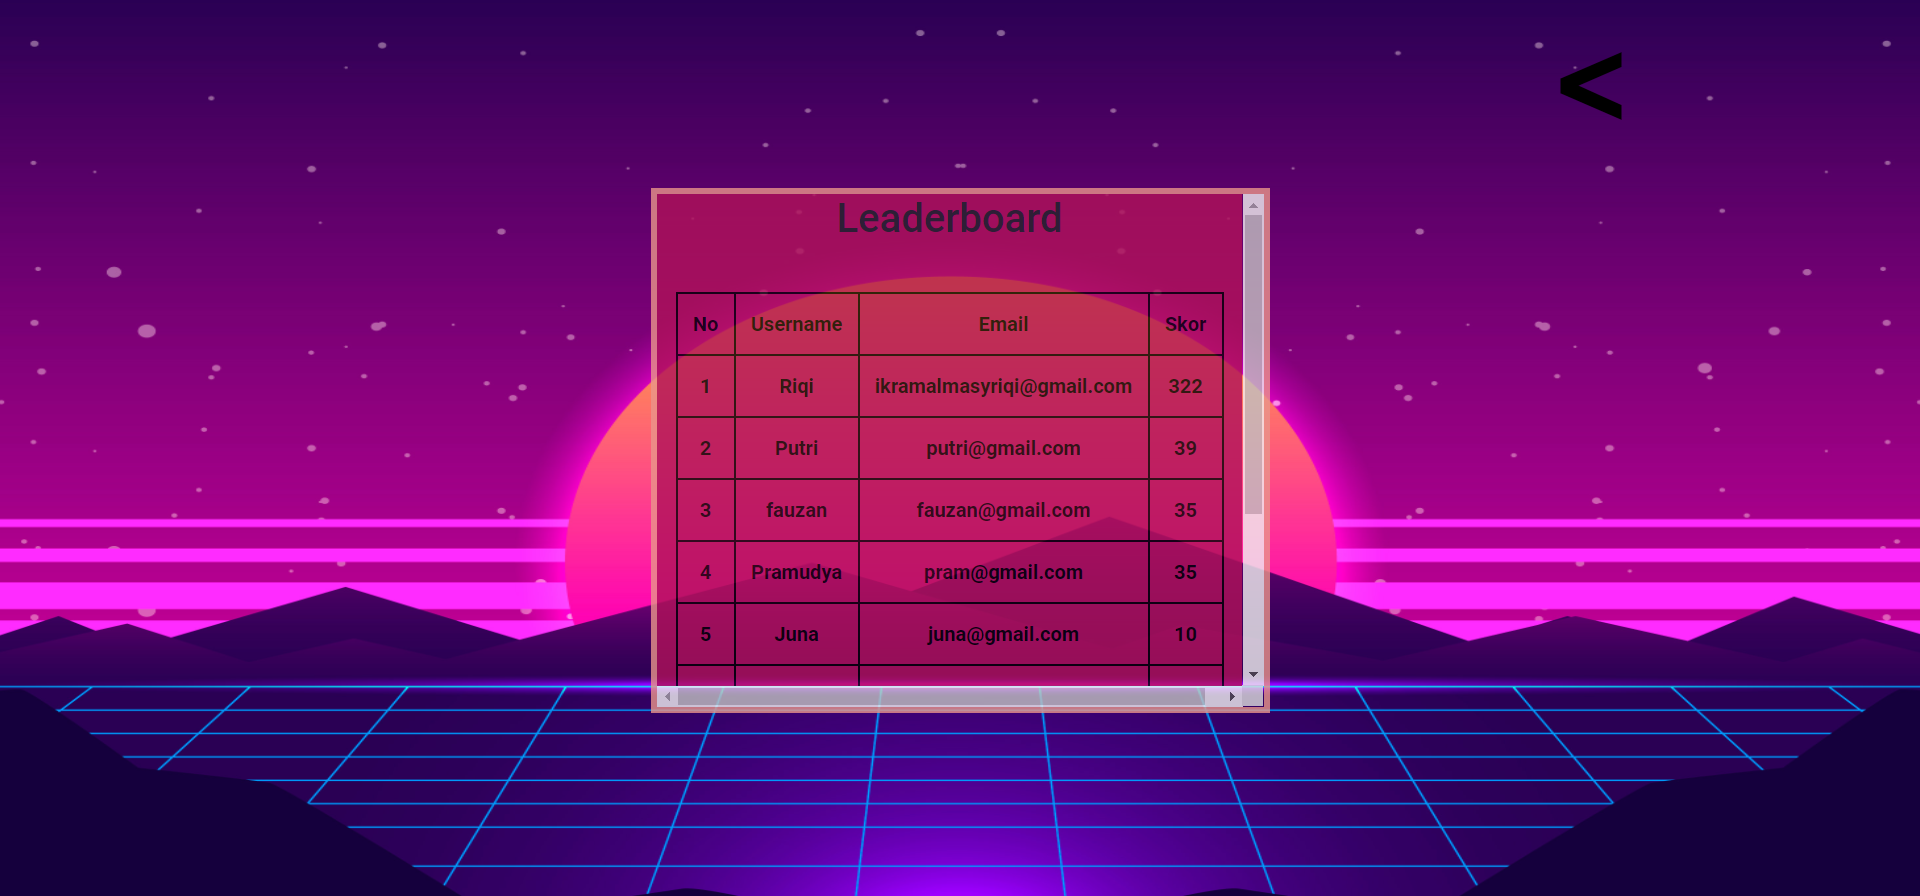 <
Leaderboard
No Username Email Skor
1 Riqi ikramalmasyriqi@gmail.com 322
2 Putri putri@gmail.com 39
3 fauzan fauzan@gmail.com 35
4 Pramudya pram@gmail.com 35
5 Juna juna@gmail.com 10